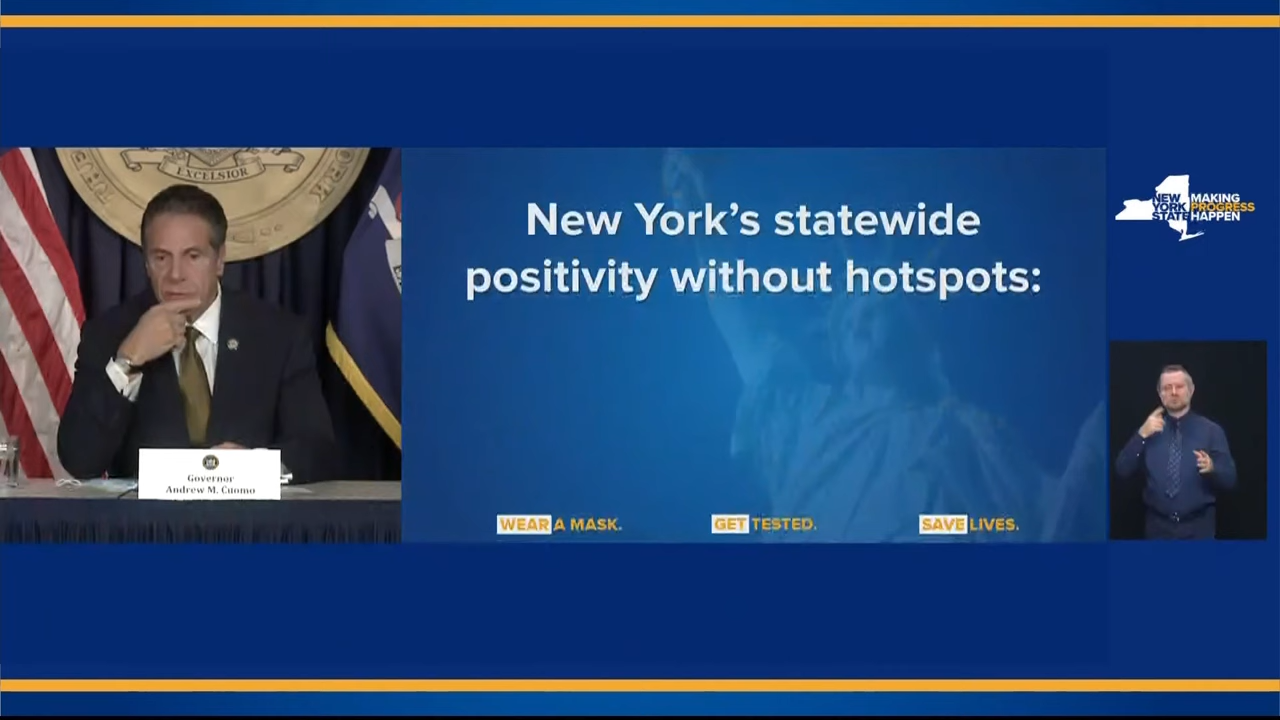 EXCELSIOR
Governor
Andrew M. Cuomo
New York's statewide
positivity without hotspots:
WEAR A MASK.
GET TESTED.
SAVE LIVES.
NEW
YORK
STATE
MAKING
PROGRESS
HAPPEN